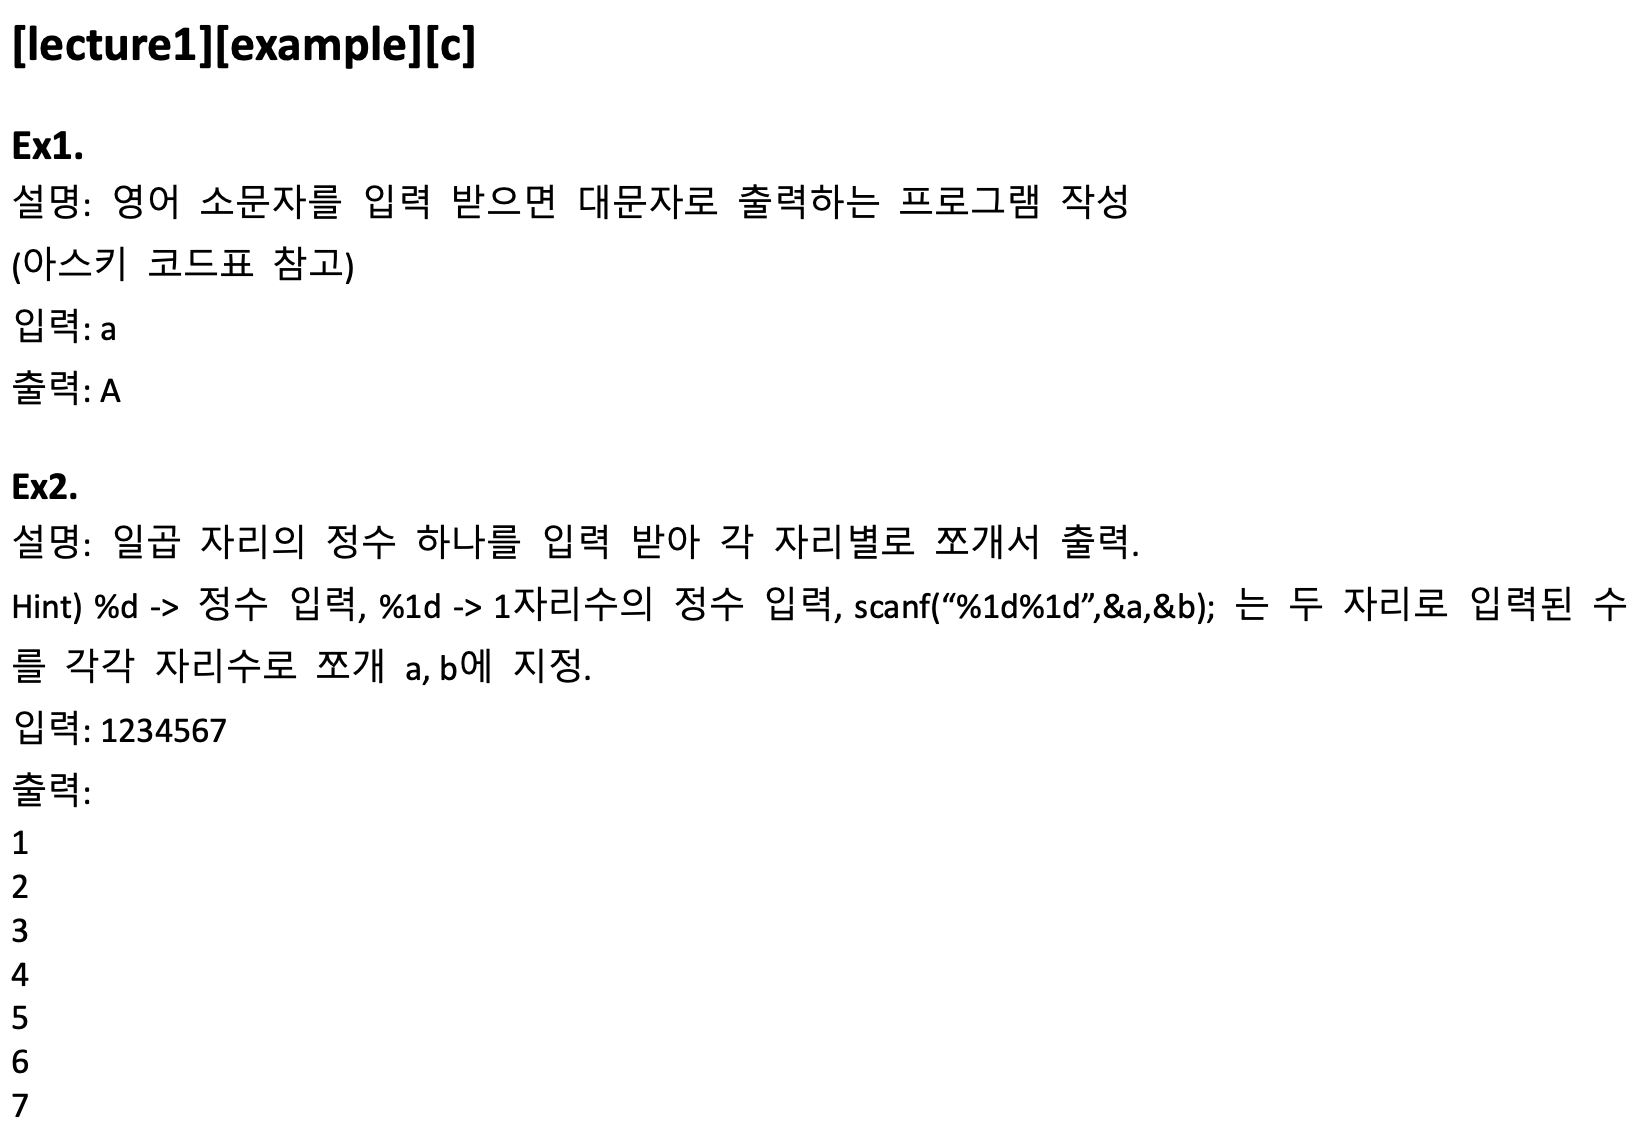 [lecture1][example][c]
Ex1.
설명: 영어 소문자를 입력 받으면 대문자로 출력하는 프로그램 작성
(아스키 코드표 참고)
입력: a
출력: A
Ex2.
설명: 일곱 자리의 정수 하나를 입력 받아 각 자리별로 쪼개서 출력.
Hint) %d -> 정수 입력, %1d -> 1자리수의 정수 입력, scanf(“%1d%1d”,&a,&b); 는 두 자리로 입력된 수
를 각각 자리수로 쪼개 a, b에 지정.
입력: 1234567
출력:
1
2
3
4
5
6
7